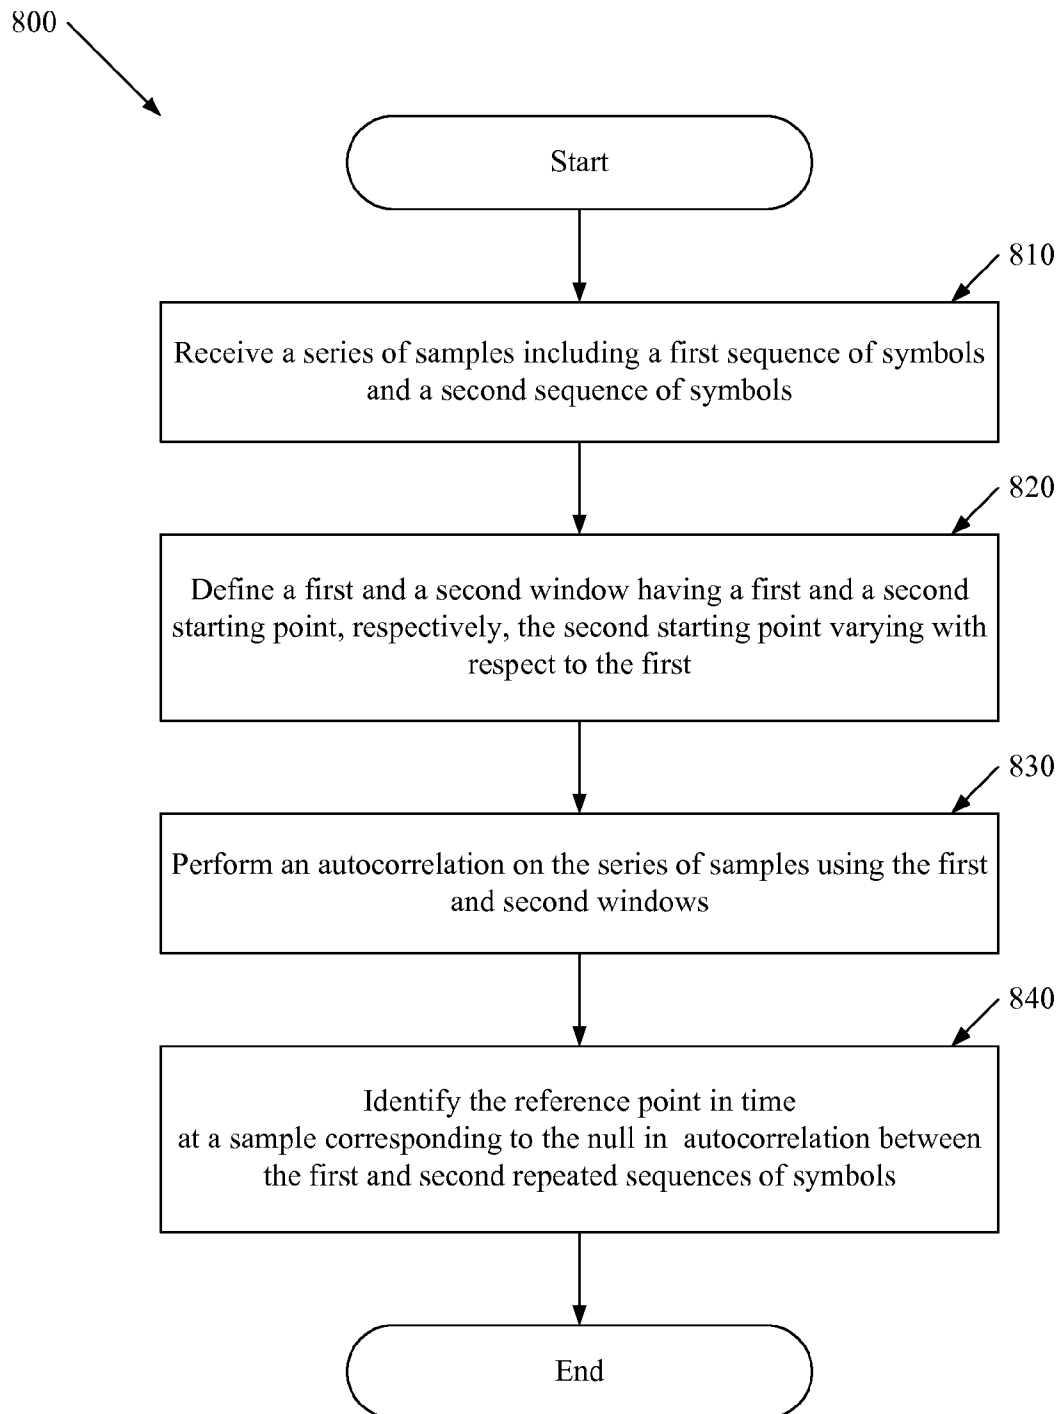 800
Start
810
Receive a series of samples including a first sequence of symbols
and a second sequence of symbols
820
Define a first and a second window having a first and a second
starting point, respectively, the second starting point varying with
respect to the first
830
Perform an autocorrelation on the series of samples using the first
and second windows
840
Identify the reference point in time
at a sample corresponding to the null in autocorrelation between
the first and second repeated sequences of symbols
End